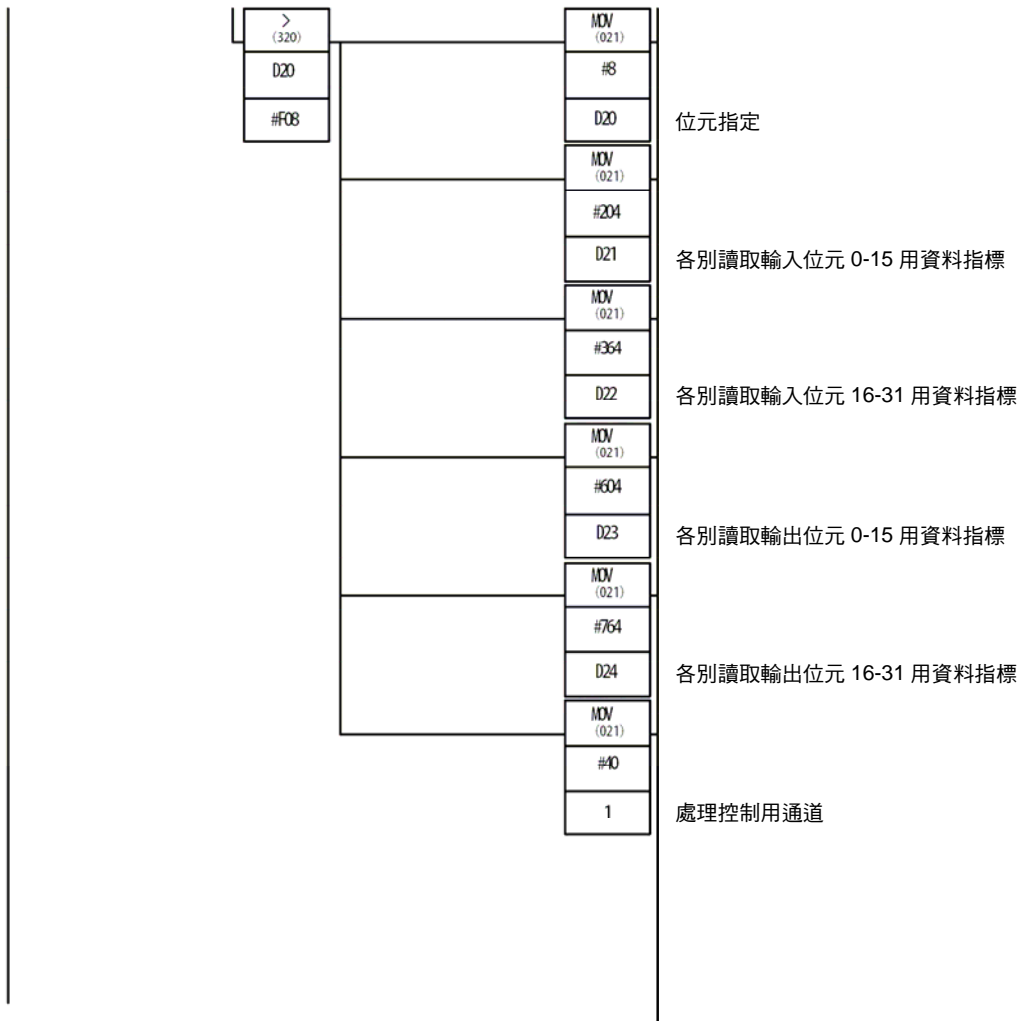 >
(320)
D20
#F08
MOV
(021)
#8
D20 位元指定
MOV
(021)
#204
D21 各別讀取輸入位元 0-15 用資料指標
MOV
(021)
#364
D22 各別讀取輸入位元 16-31 用資料指標
MOV
(021)
#604
D23 各別讀取輸出位元 0-15 用資料指標
MOV
(021)
#764
D24 各別讀取輸出位元 16-31 用資料指標
MOV
(021)
#40
1 處理控制用通道